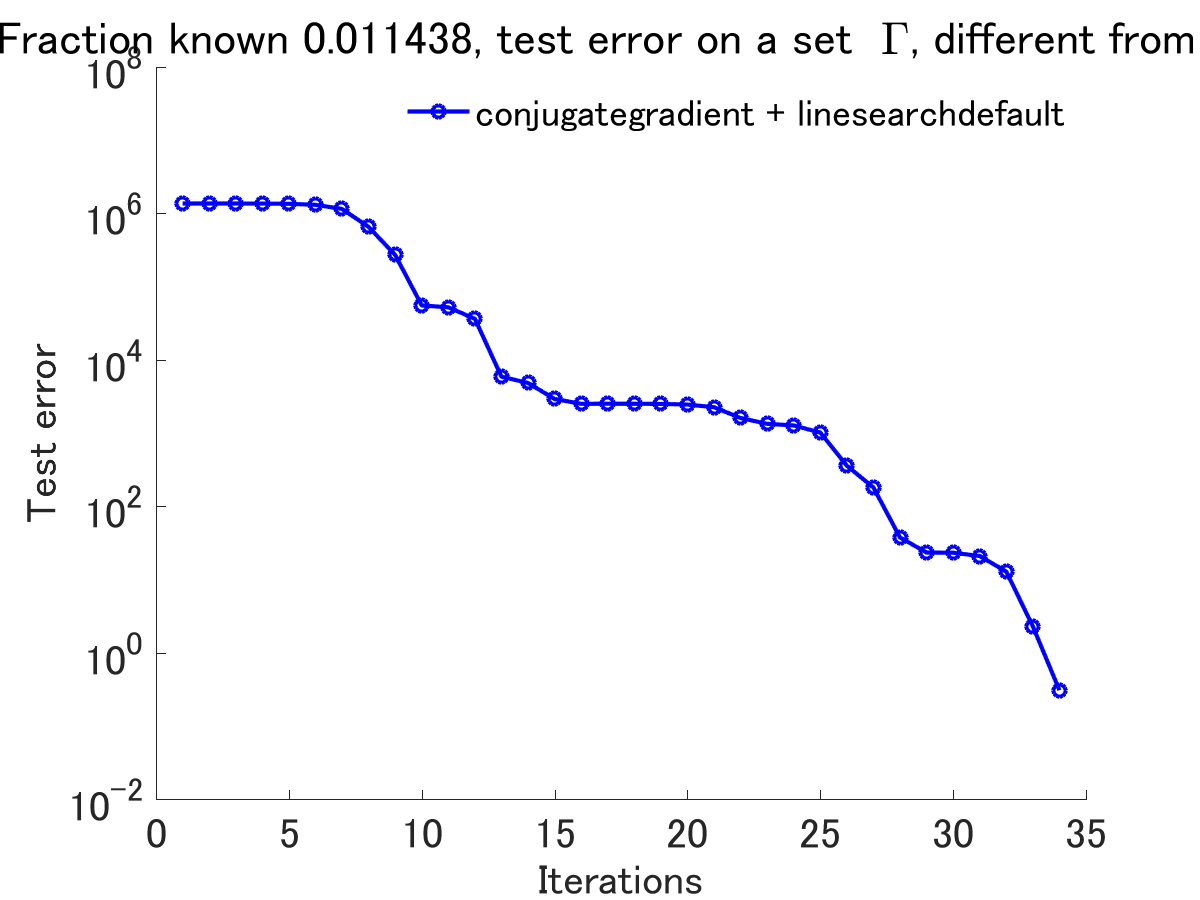 Fraction known 0.011438, test error on a set Γ, different from
10^8
conjugategradient + linesearchdefault
10^6
10^4
Test error
10^2
10^0
10^-2
0 5 10 15 20 25 30 35
Iterations